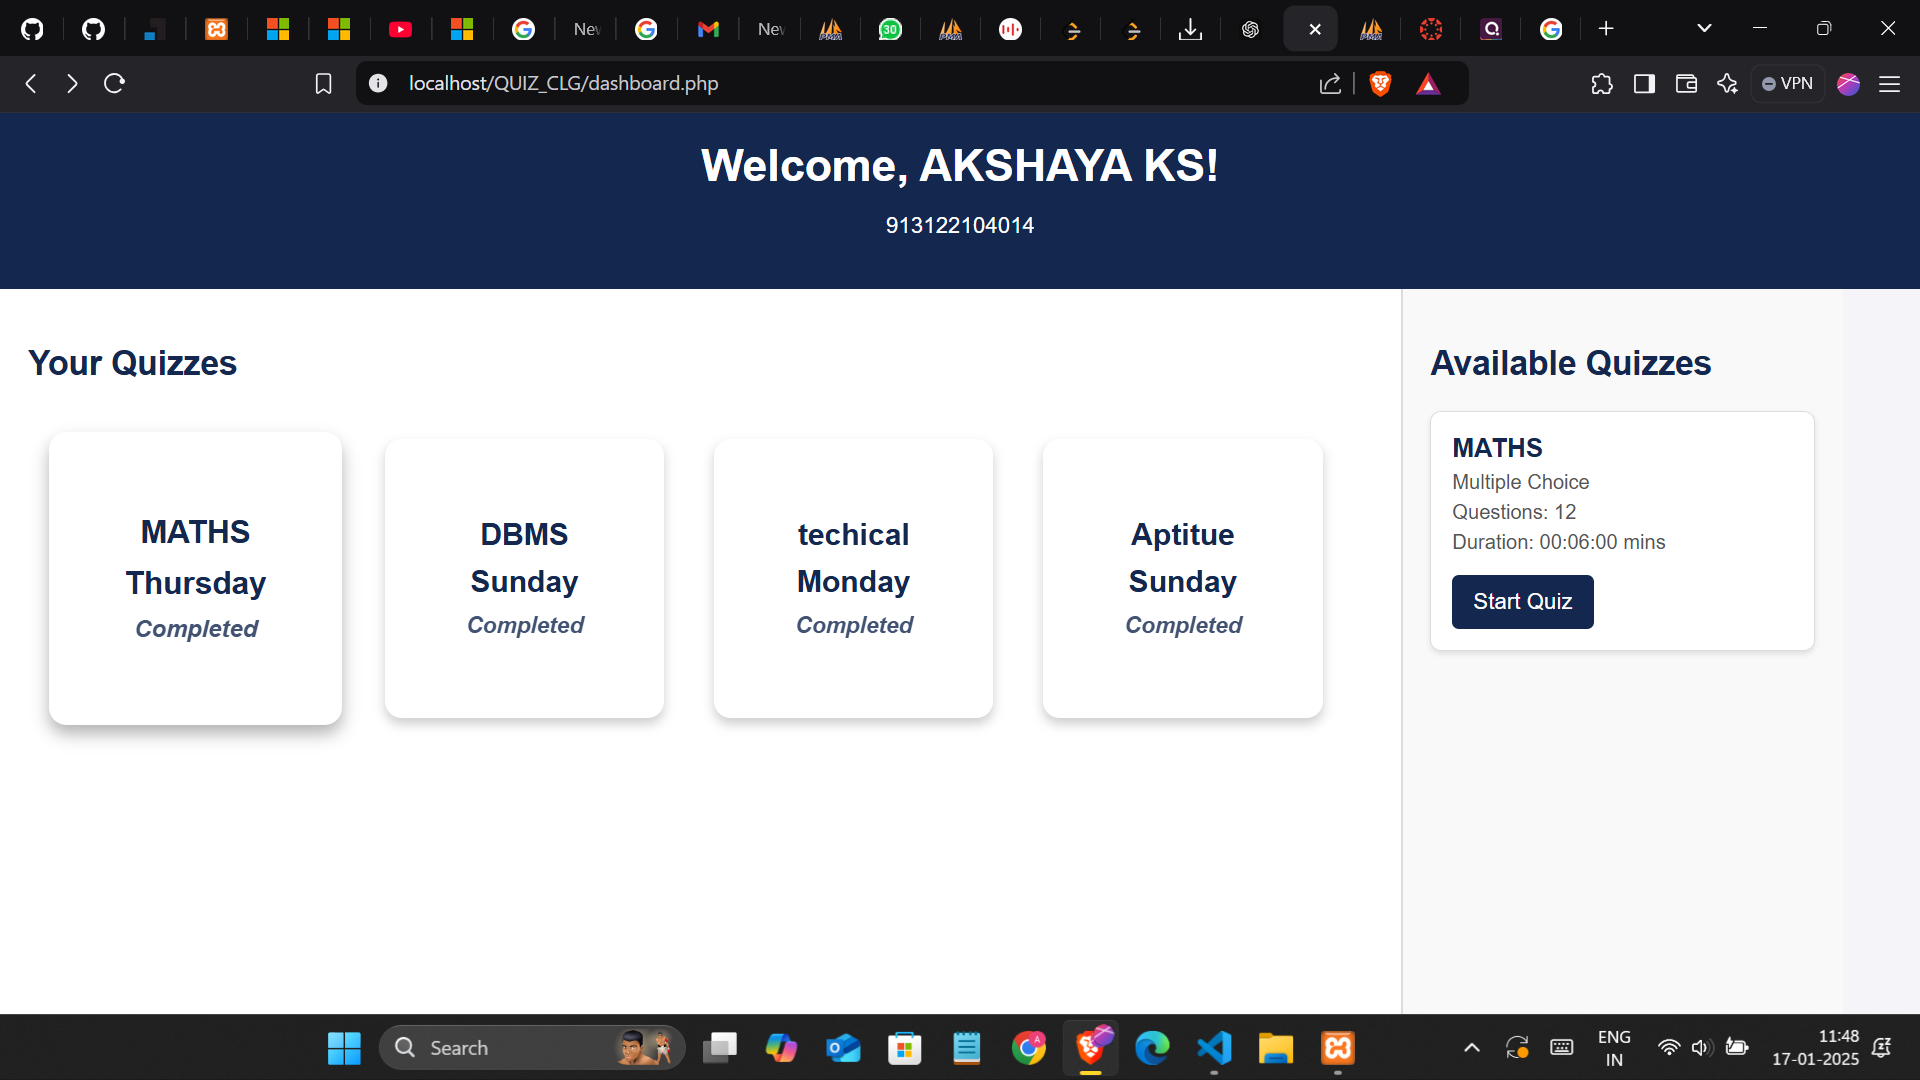 New
New
30
localhost/QUIZ_CLG/dashboard.php
VPN
Welcome, AKSHAYA KS!
913122104014
Your Quizzes
MATHS
Thursday
Completed
DBMS
Sunday
Completed
techical
Monday
Completed
Aptitue
Sunday
Completed
Available Quizzes
MATHS
Multiple Choice
Questions: 12
Duration: 00:06:00 mins
Start Quiz
Search
ENG
IN
11:48
17-01-2025